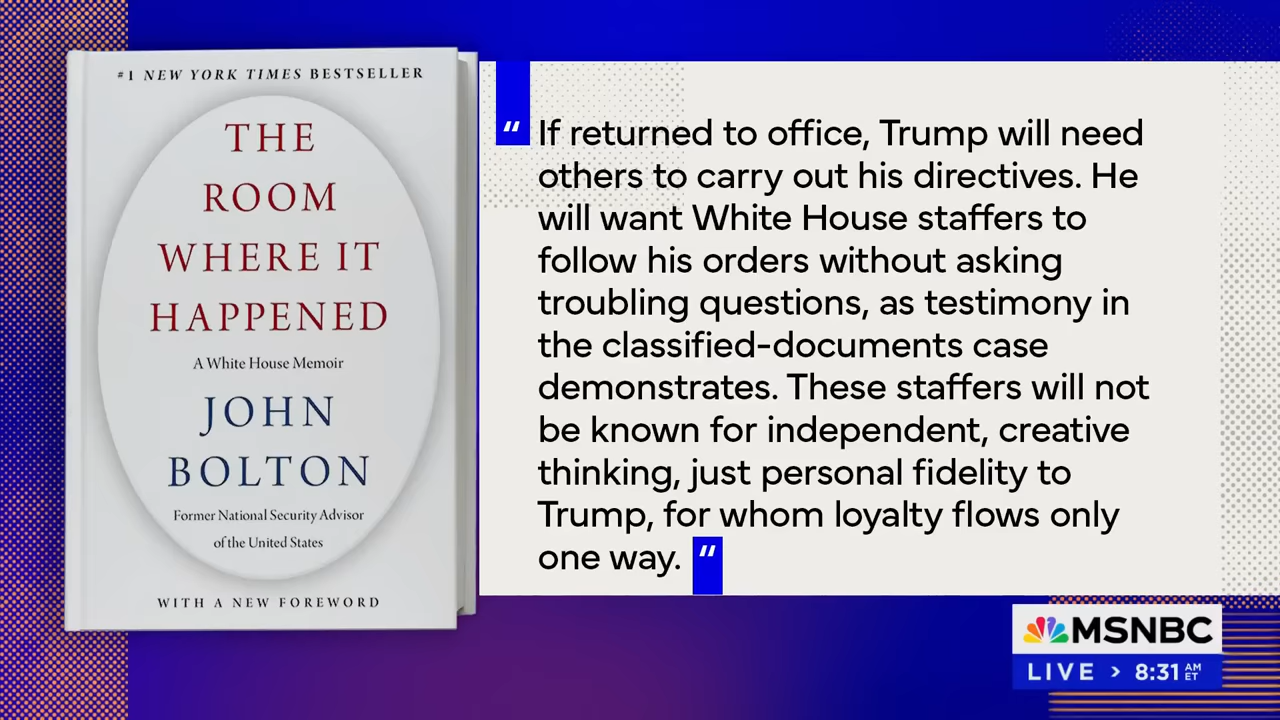 #1 NEW YORK TIMES BESTSELLER
THE
ROOM
WHERE IT
HAPPENED
A White House Memoir
JOHN
BOLTON
Former National Security Advisor
of the United States
WITH A NEW FOREWORD
“ If returned to office, Trump will need
others to carry out his directives. He
will want White House staffers to
follow his orders without asking
troubling questions, as testimony in
the classified-documents case
demonstrates. These staffers will not
be known for independent, creative
thinking, just personal fidelity to
Trump, for whom loyalty flows only
one way. “
MSNBC
LIVE > 8:31 AM ET